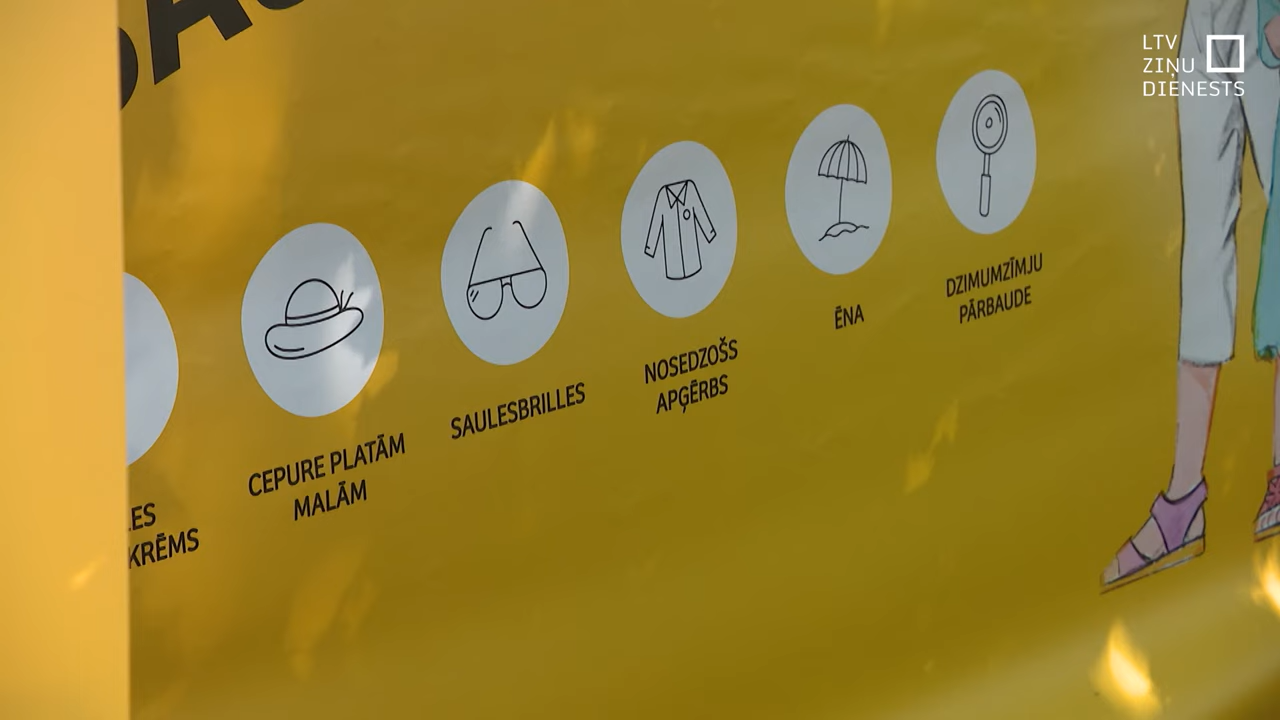 LTV
ZIŅU
DIENESTS
CEPURE PLATĀM
MALĀM
SAULESBRILLES
NOSEDZOŠS
APĢĒRBS
ĒNA
DZIMUMZĪMJU
PĀRBAUDE
KRĒMS